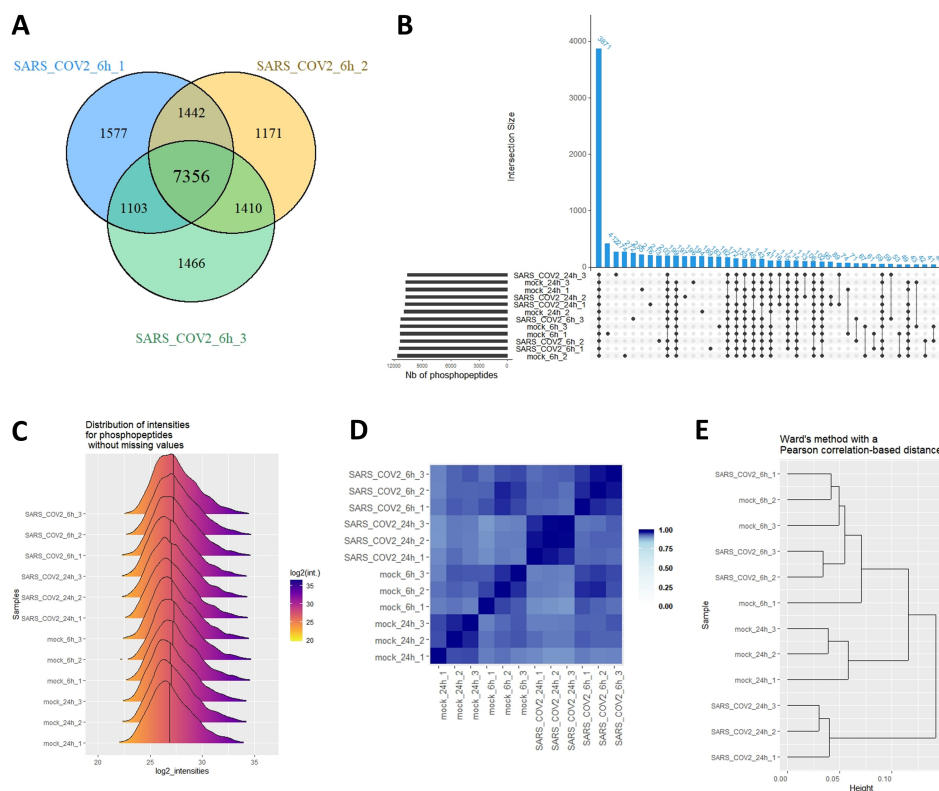 A
SARS_COV2_6h_1
SARS_COV2_6h_2
1577
1442
1171
7356
1103
1410
1466
SARS_COV2_6h_3
B
Intersection Size
4000
3000
2000
1000
0
3871
SARS_COV2_24h_3
mock_24h_3
mock_24h_1
SARS_COV2_24h_2
SARS_COV2_24h_1
mock_24h_2
SARS_COV2_6h_3
mock_6h_3
mock_6h_1
SARS_COV2_6h_2
SARS_COV2_6h_1
mock_6h_2
12000
9000
6000
3000
0
Nb of phosphopeptides
C
Distribution of intensities
for phosphopeptides
without missing values
Samples
SARS_COV2_6h_3
SARS_COV2_6h_2
SARS_COV2_6h_1
SARS_COV2_24h_3
SARS_COV2_24h_2
SARS_COV2_24h_1
mock_6h_3
mock_6h_2
mock_6h_1
mock_24h_3
mock_24h_2
mock_24h_1
20
25
30
35
log2_intensities
log2(int.)
35
30
25
20
D
SARS_COV2_6h_3
SARS_COV2_6h_2
SARS_COV2_6h_1
SARS_COV2_24h_3
SARS_COV2_24h_2
SARS_COV2_24h_1
mock_6h_3
mock_6h_2
mock_6h_1
mock_24h_3
mock_24h_2
mock_24h_1
mock_24h_1
mock_24h_2
mock_24h_3
mock_6h_1
mock_6h_2
mock_6h_3
SARS_COV2_24h_1
SARS_COV2_24h_2
SARS_COV2_24h_3
SARS_COV2_6h_1
SARS_COV2_6h_2
SARS_COV2_6h_3
1.00
0.75
0.50
0.25
0.00
E
Ward's method with a
Pearson correlation-based distance
Sample
SARS_COV2_6h_1
mock_6h_2
mock_6h_3
SARS_COV2_6h_3
SARS_COV2_6h_2
mock_6h_1
mock_24h_3
mock_24h_2
mock_24h_1
SARS_COV2_24h_3
SARS_COV2_24h_2
SARS_COV2_24h_1
0.00
0.05
0.10
Height